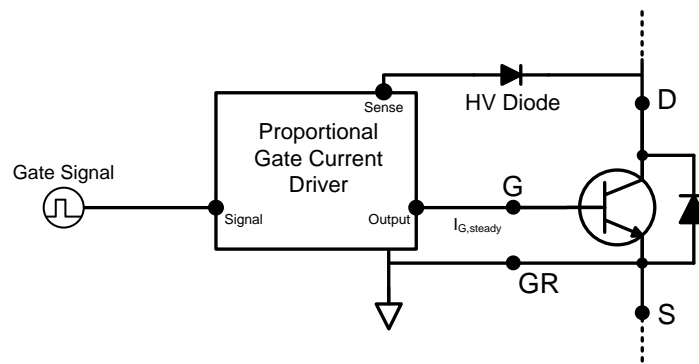 Sense
HV Diode
D
Proportional
Gate Current
Driver
Gate Signal
G
Signal
Output
I_G,steady
GR
S